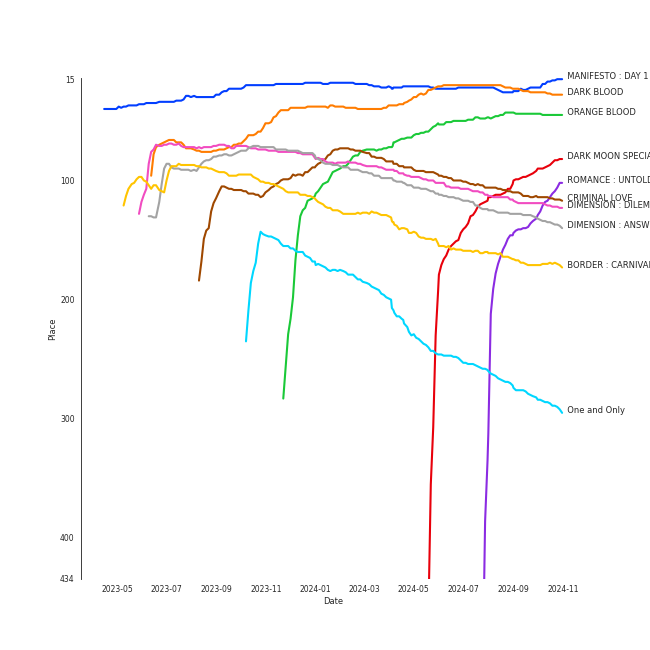 15
MANIFESTO : DAY 1
DARK BLOOD
ORANGE BLOOD
DARK MOON SPECIA
100
ROMANCE : UNTOLD
CRIMINAL LOVE
DIMENSION : DILEM
DIMENSION : ANSW
BORDER : CARNIVA
200
Place
300
One and Only
400
434
2023-05 2023-07 2023-09 2023-11 2024-01 2024-03 2024-05 2024-07 2024-09 2024-11
Date